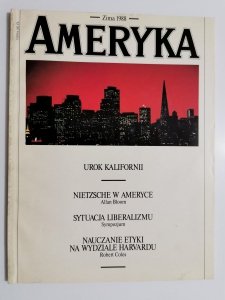 Zima 1988
AMERYKA
UROK KALIFORNII
NIETZSCHE W AMERYCE
Allan Bloom
SYTUACJA LIBERALIZMU
Sympozjum
NAUCZANIE ETYKI
NA WYDZIALE HARVARDU
Robert Coles